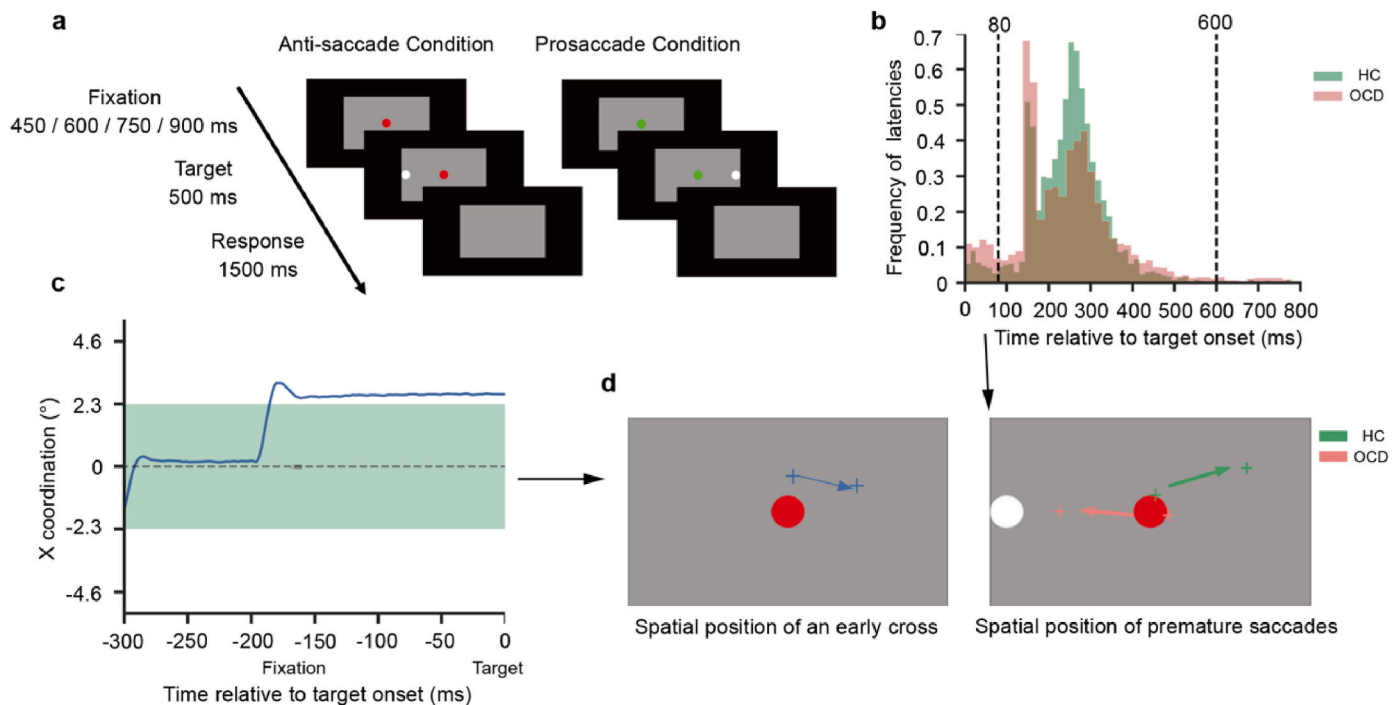 a
Anti-saccade Condition
Prosaccade Condition
Fixation
450 / 600 / 750 / 900 ms
Target
500 ms
Response
1500 ms
b
80
600
0.7
0.6
0.5
0.4
0.3
0.2
0.1
0
Frequency of latencies
HC
OCD
0 100 200 300 400 500 600 700 800
Time relative to target onset (ms)
c
4.6
2.3
0
-2.3
-4.6
X coordination (°)
-300 -250 -200 -150 -100 -50 0
Fixation
Target
Time relative to target onset (ms)
d
HC
OCD
Spatial position of an early cross
Spatial position of premature saccades